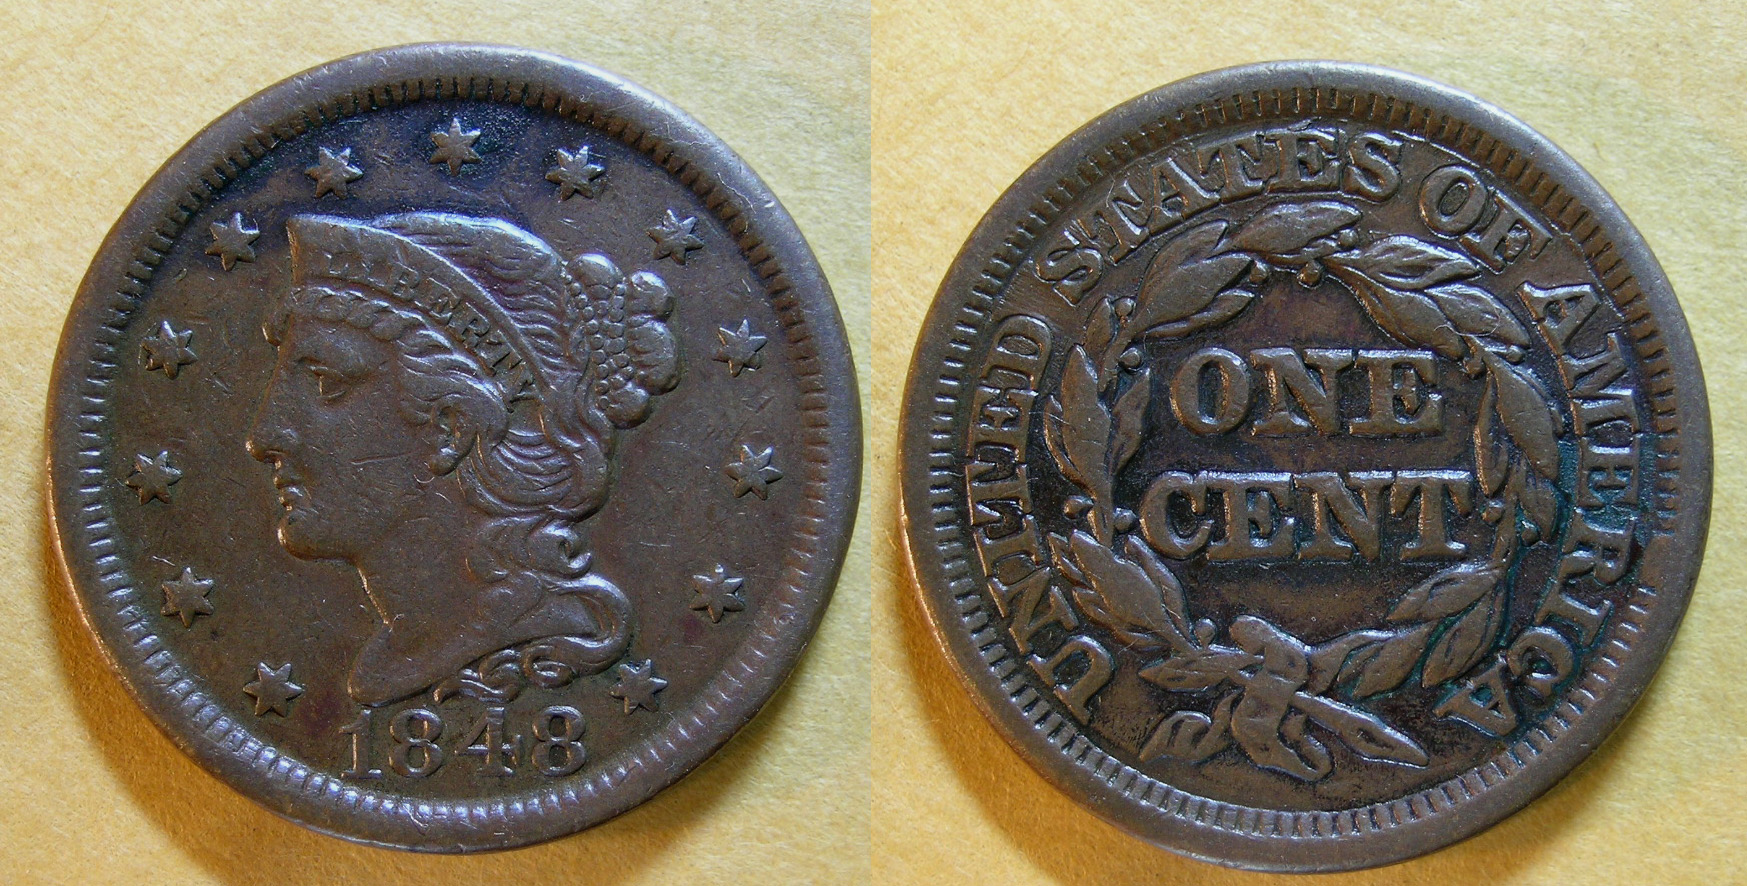 LIBERTY
1848
UNITED STATES OF AMERICA
ONE
CENT